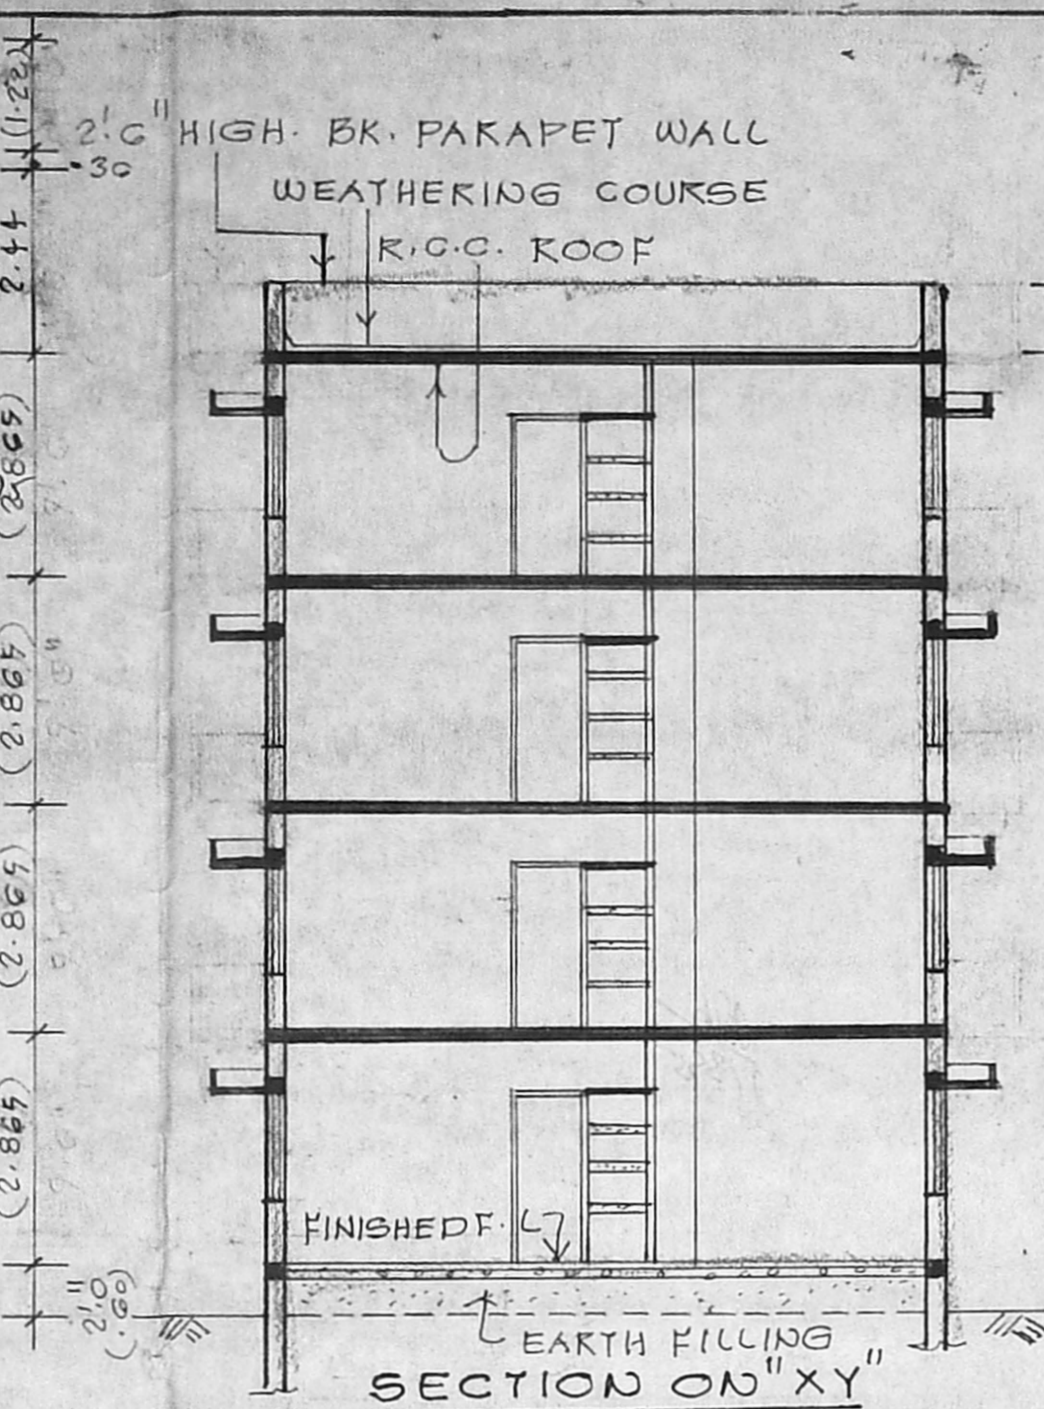 (1.22)
2'.6" HIGH. BK. PARAPET WALL
.30
WEATHERING COURSE
2.44
R.C.C. ROOF
(2.865)
(2.865)
(2.865)
(2.865)
FINISHED F.L
2'.0"
(.60)
EARTH FILLING
SECTION ON "XY"